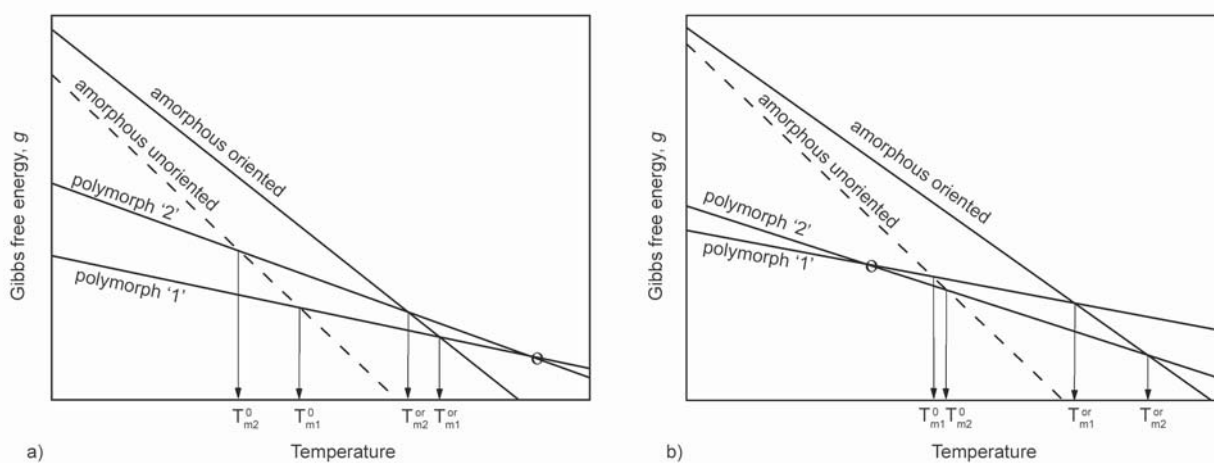 Gibbs free energy, g
amorphous oriented
amorphous unoriented
polymorph '2'
polymorph '1'
T⁰m2 T⁰m1 Tᵒʳm2 Tᵒʳm1
a) Temperature
Gibbs free energy, g
amorphous oriented
amorphous unoriented
polymorph '2'
polymorph '1'
T⁰m1 T⁰m2 Tᵒʳm1 Tᵒʳm2
b) Temperature